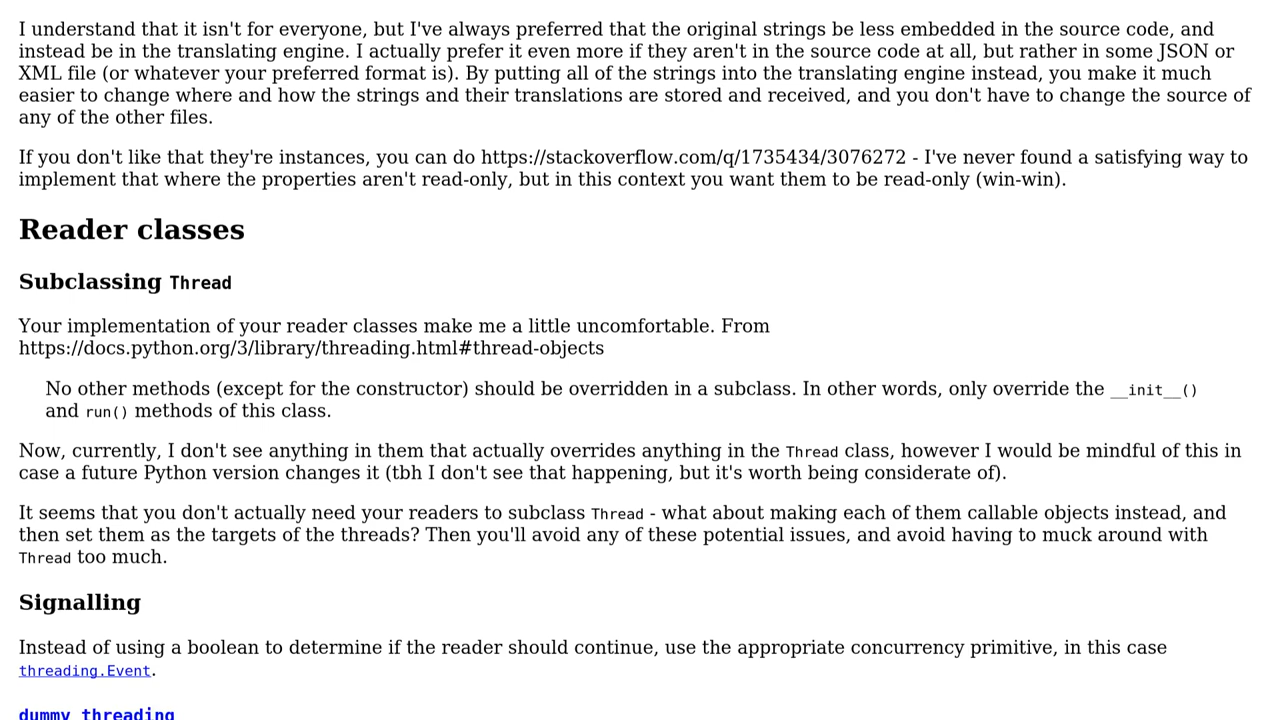 I understand that it isn't for everyone, but I've always preferred that the original strings be less embedded in the source code, and
instead be in the translating engine. I actually prefer it even more if they aren't in the source code at all, but rather in some JSON or
XML file (or whatever your preferred format is). By putting all of the strings into the translating engine instead, you make it much
easier to change where and how the strings and their translations are stored and received, and you don't have to change the source of
any of the other files.
If you don't like that they're instances, you can do https://stackoverflow.com/q/1735434/3076272 - I've never found a satisfying way to
implement that where the properties aren't read-only, but in this context you want them to be read-only (win-win).
Reader classes
Subclassing Thread
Your implementation of your reader classes make me a little uncomfortable. From
https://docs.python.org/3/library/threading.html#thread-objects
No other methods (except for the constructor) should be overridden in a subclass. In other words, only override the __init__()
and run() methods of this class.
Now, currently, I don't see anything in them that actually overrides anything in the Thread class, however I would be mindful of this in
case a future Python version changes it (tbh I don't see that happening, but it's worth being considerate of).
It seems that you don't actually need your readers to subclass Thread - what about making each of them callable objects instead, and
then set them as the targets of the threads? Then you'll avoid any of these potential issues, and avoid having to muck around with
Thread too much.
Signalling
Instead of using a boolean to determine if the reader should continue, use the appropriate concurrency primitive, in this case
threading.Event.
dummy_threading